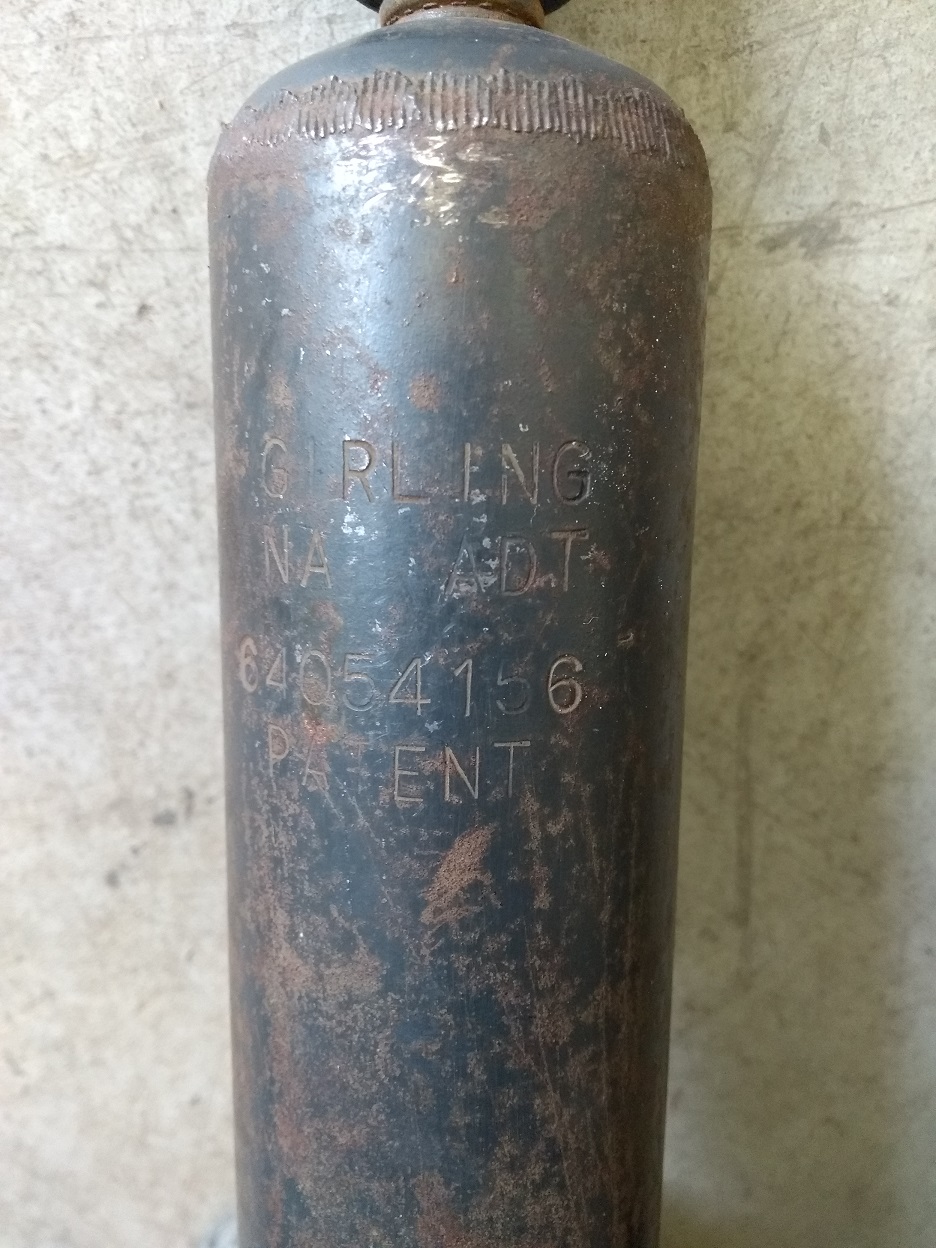 GIRLING
NA ADT
64054156
PATENT